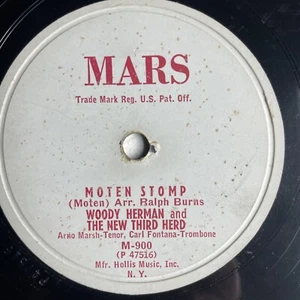 MARS
Trade Mark Reg. U.S. Pat. Off.
MOTEN STOMP
(Moten) Arr. Ralph Burns
WOODY HERMAN and
THE NEW THIRD HERD
Arno Marsh-Tenor, Carl Fontana-Trombone
M-900
(P 47516)
Mfr. Hollis Music, Inc.
N. Y.